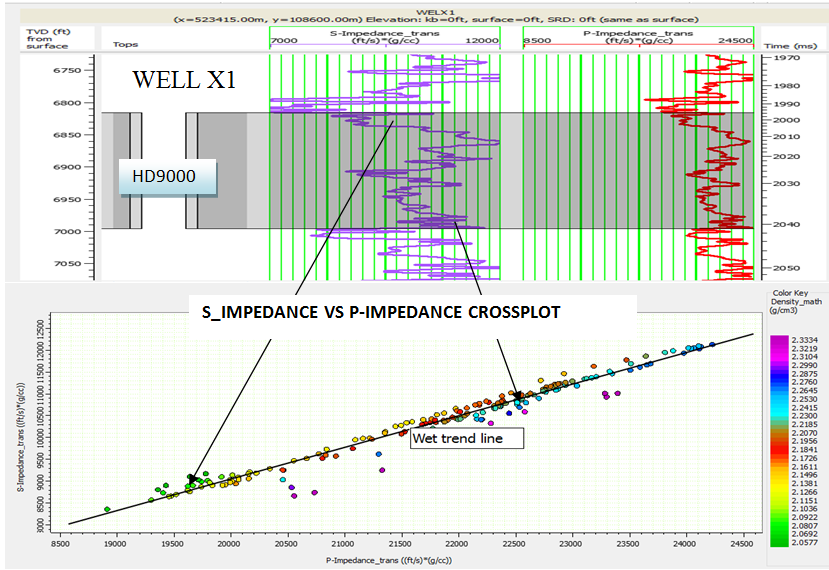 WELX1
(x=523415.00m, y=108600.00m) Elevation: kb=0ft, surface=0ft, SRD: 0ft (same as surface)
TVD (ft)
from
surface
Tops
S-Impedance_trans
7000 (ft/s)*(g/cc) 12000
P-Impedance_trans
8500 (ft/s)*(g/cc) 24500
Time (ms)
WELL X1
HD9000
6750
6800
6850
6900
6950
7000
7050
1970
1980
1990
2000
2010
2020
2030
2040
2050
S_IMPEDANCE VS P-IMPEDANCE CROSSPLOT
Wet trend line
S-Impedance_trans ((ft/s)*(g/cc))
12500
12000
11500
11000
10500
10000
9500
9000
8500
8500 19000 19500 20000 20500 21000 21500 22000 22500 23000 23500 24000 24500
P-Impedance_trans ((ft/s)*(g/cc))
Color Key
Density_math
(g/cm3)
2.3334
2.3219
2.3104
2.2990
2.2875
2.2760
2.2645
2.2530
2.2415
2.2300
2.2185
2.2070
2.1956
2.1841
2.1726
2.1611
2.1496
2.1381
2.1266
2.1151
2.1036
2.0922
2.0807
2.0692
2.0577